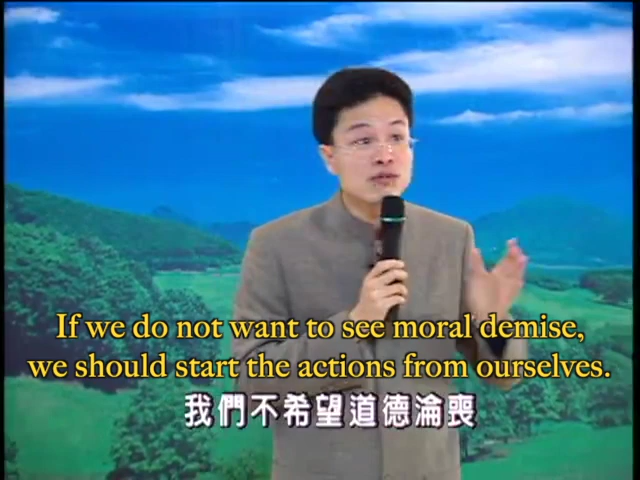 If we do not want to see moral demise,
we should start the actions from ourselves.
我們不希望道德淪喪